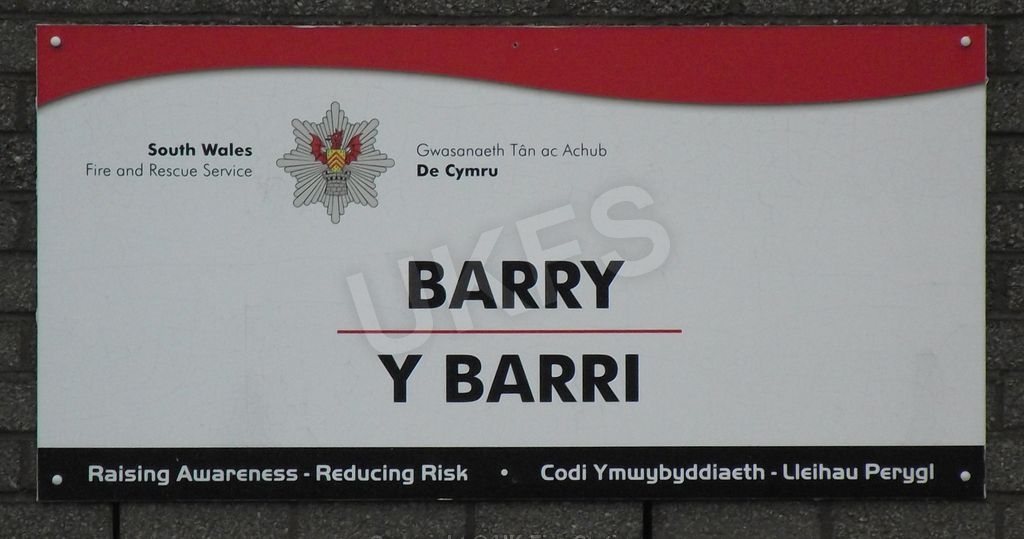 South Wales
Fire and Rescue Service
Gwasanaeth Tân ac Achub
De Cymru
UKFS
BARRY
Y BARRI
Raising Awareness - Reducing Risk • Codi Ymwybyddiaeth - Lleihau Perygl